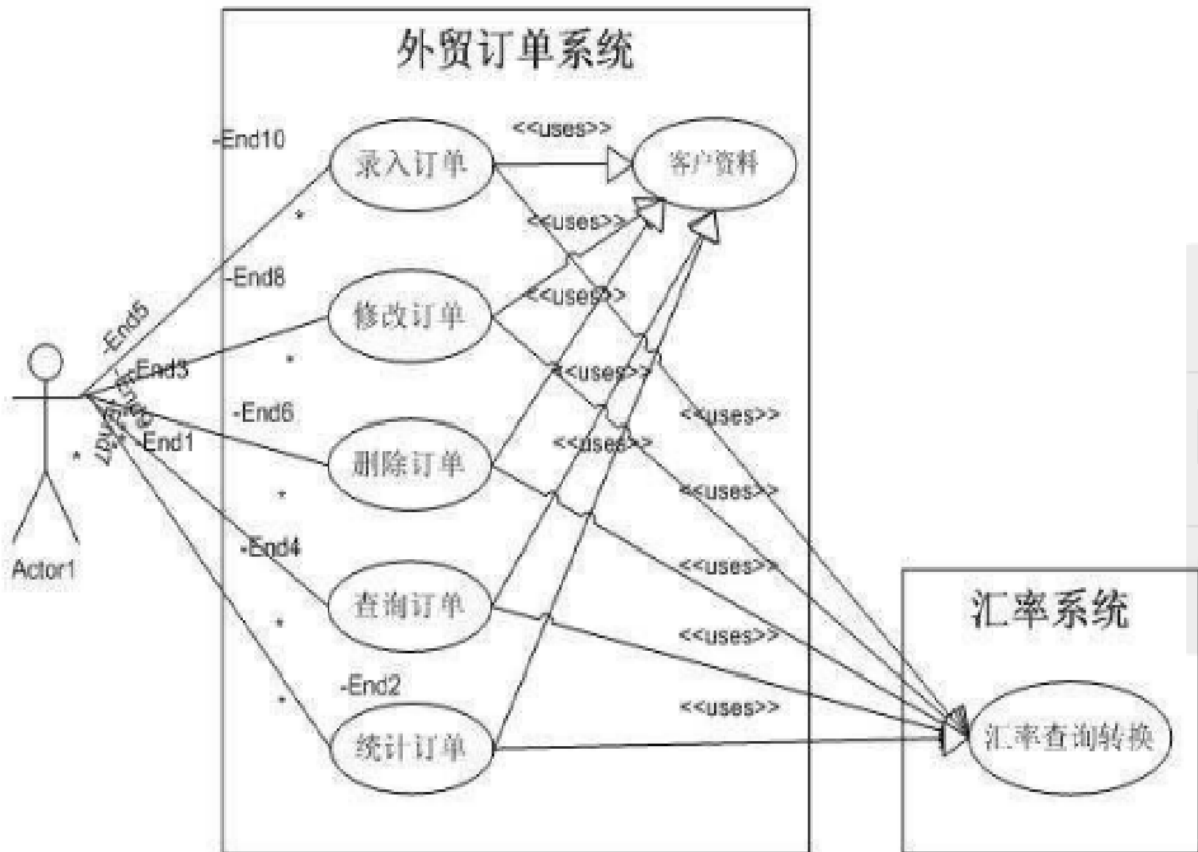 外贸订单系统
-End10
录入订单
<<uses>>
客户资料
*
<<uses>>
-End8
-End5
修改订单
<<uses>>
*
-End3
<<uses>>
-End9
-End6
<<uses>>
-End7
-End1
*
删除订单
<<uses>>
<<uses>>
*
-End4
<<uses>>
Actor1
查询订单
*
<<uses>>
汇率系统
-End2
*
<<uses>>
统计订单
汇率查询转换